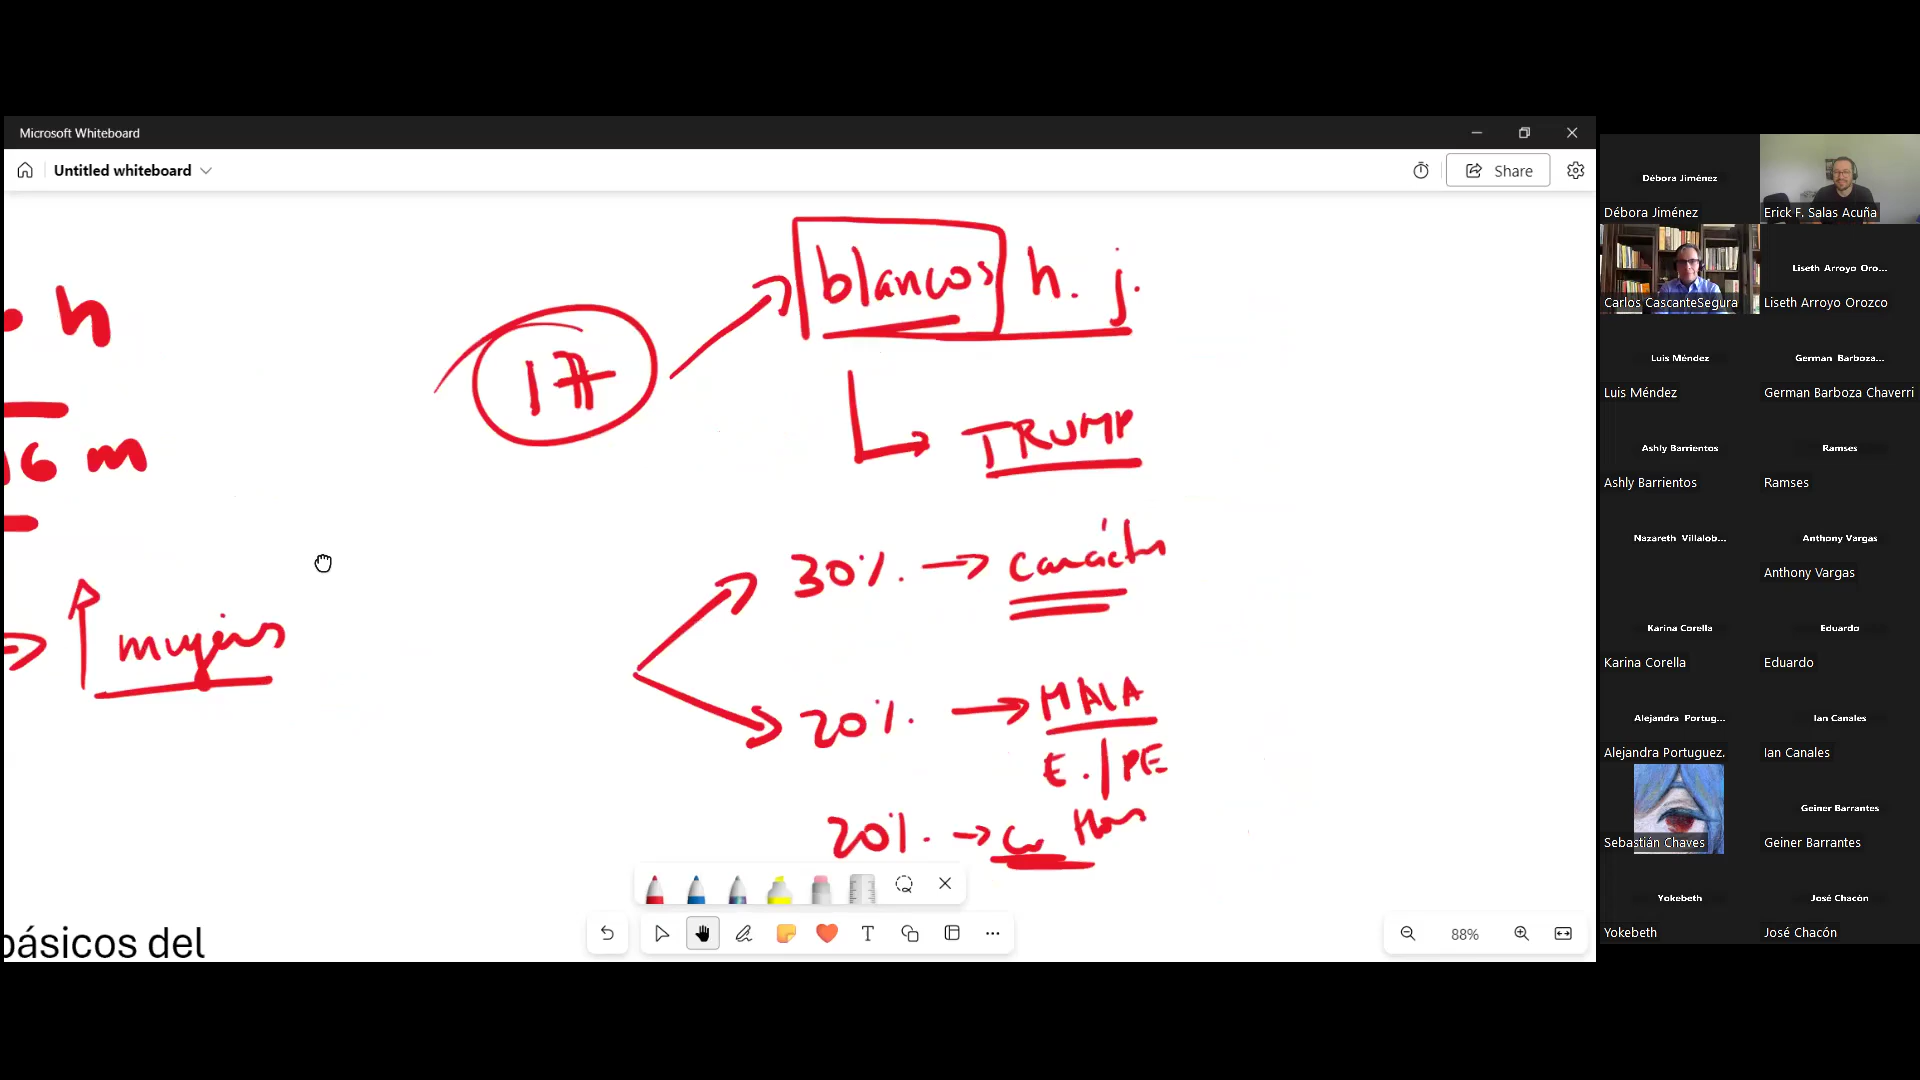 Microsoft Whiteboard
Untitled whiteboard
Share
h
6 m
mujeres
17
blancos h. j.
TRUMP
30% → carácter
20% → MALA
E. | PE
20% →
básicos del
88%
Débora Jiménez
Débora Jiménez
Erick F. Salas Acuña
Carlos CascanteSegura
Liseth Arroyo Oro...
Liseth Arroyo Orozco
Luis Méndez
Luis Méndez
German Barboza...
German Barboza Chaverri
Ashly Barrientos
Ashly Barrientos
Ramses
Ramses
Nazareth Villalob...
Anthony Vargas
Anthony Vargas
Karina Corella
Karina Corella
Eduardo
Eduardo
Alejandra Portug...
Alejandra Portuguez.
Ian Canales
Ian Canales
Sebastián Chaves
Geiner Barrantes
Geiner Barrantes
Yokebeth
Yokebeth
José Chacón
José Chacón